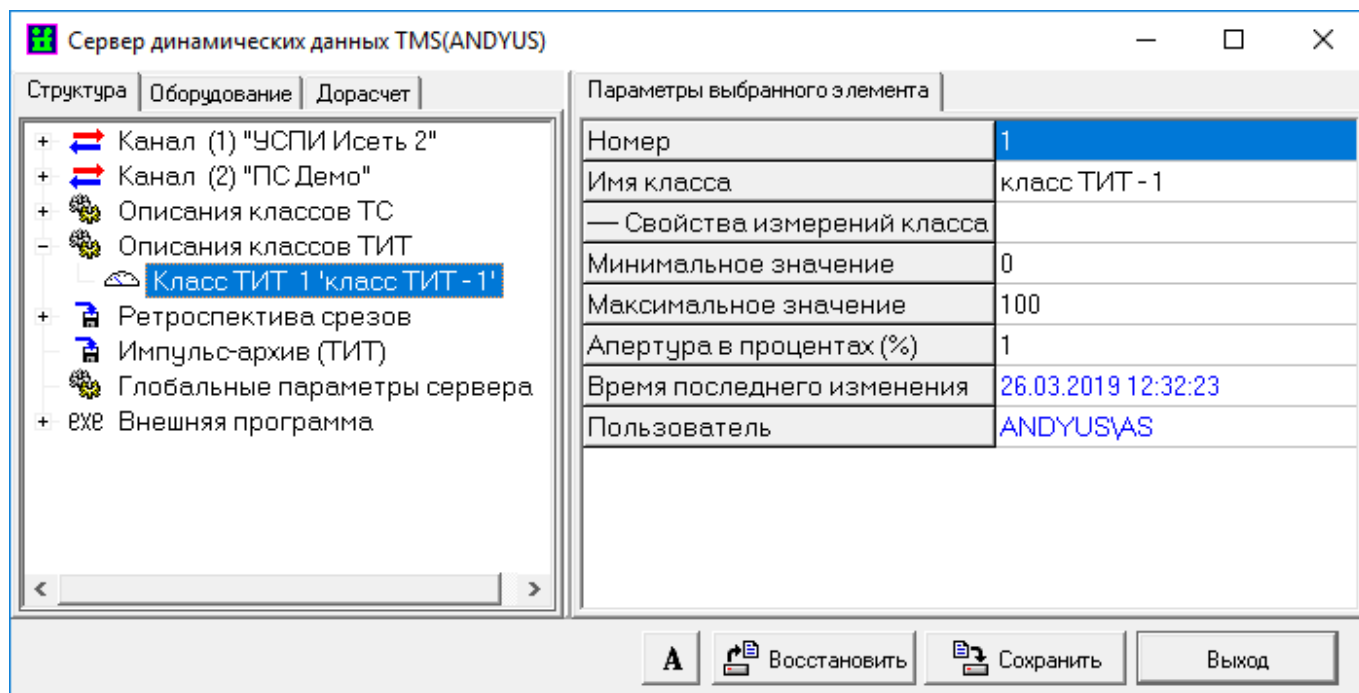 Сервер динамических данных TMS(ANDYUS)
Структура Оборудование Дорасчет
Канал (1) "УСПИ Исеть 2"
Канал (2) "ПС Демо"
Описания классов ТС
Описания классов ТИТ
Класс ТИТ 1 'класс ТИТ - 1'
Ретроспектива срезов
Импульс-архив (ТИТ)
Глобальные параметры сервера
exe Внешняя программа
Параметры выбранного элемента
Номер 1
Имя класса класс ТИТ - 1
── Свойства измерений класса
Минимальное значение 0
Максимальное значение 100
Апертура в процентах (%) 1
Время последнего изменения 26.03.2019 12:32:23
Пользователь ANDYUS\AS
A Восстановить Сохранить Выход